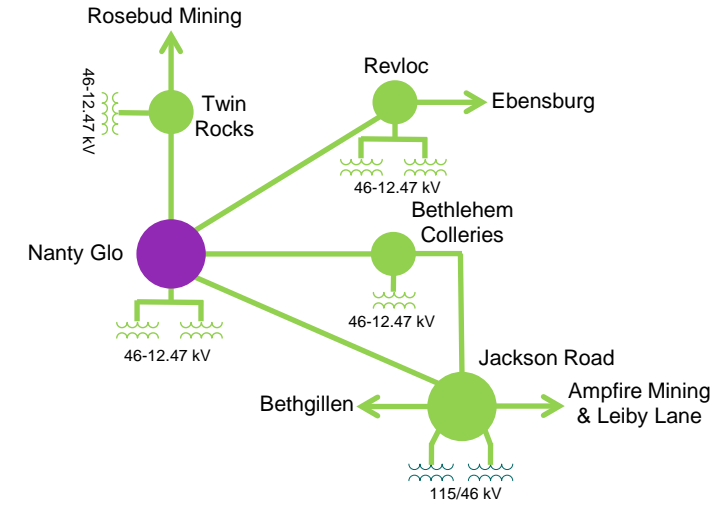 Rosebud Mining
46-12.47 kV
Twin
Rocks
Revloc
Ebensburg
46-12.47 kV
Bethlehem
Colleries
Nanty Glo
46-12.47 kV
46-12.47 kV
Jackson Road
Bethgillen
Ampfire Mining
& Leiby Lane
115/46 kV